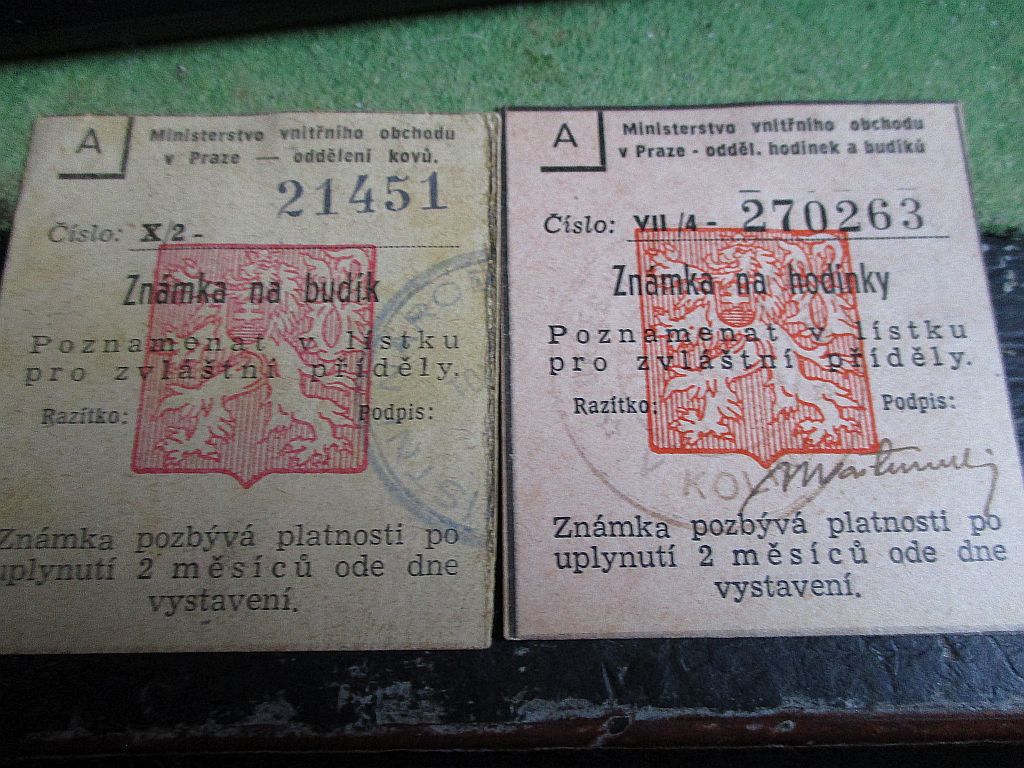 A
Ministerstvo vnitřního obchodu
v Praze — oddělení kovů.
21451
Číslo: X/2 -
Známka na budík
Poznamenat v lístku
pro zvláštní příděly.
Razítko: Podpis:
Známka pozbývá platnosti po
uplynutí 2 měsíců ode dne
vystavení.
A
Ministerstvo vnitřního obchodu
v Praze - odděl. hodinek a budíků
Číslo: VII/4 - 270263
Známka na hodinky
Poznamenat v lístku
pro zvláštní příděly.
Razítko: Podpis:
V KOV
Známka pozbývá platnosti po
uplynutí 2 měsíců ode dne
vystavení.